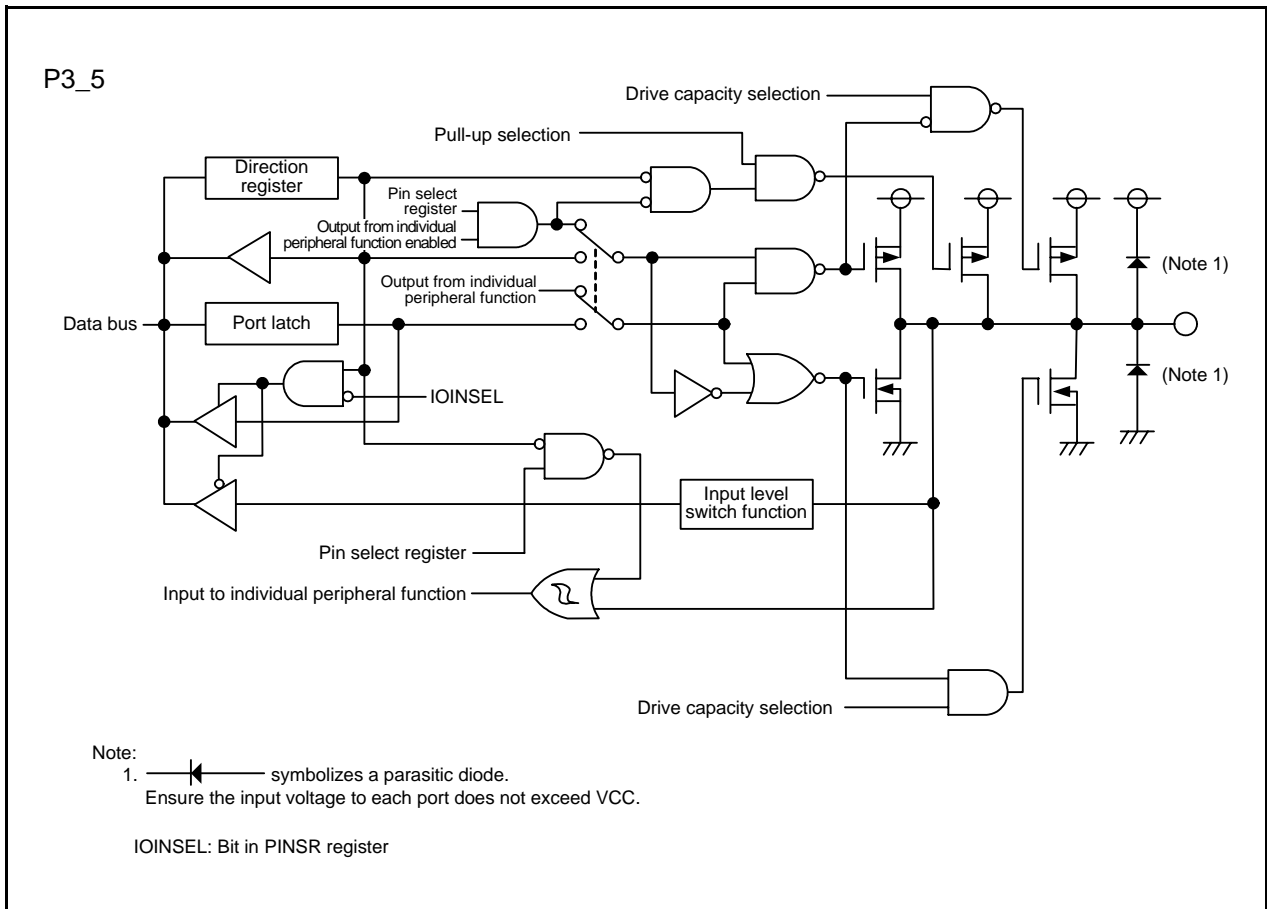 P3_5
Drive capacity selection
Pull-up selection
Direction
register
Pin select
register
Output from individual
peripheral function enabled
Output from individual
peripheral function
(Note 1)
Data bus
Port latch
(Note 1)
IOINSEL
Input level
switch function
Pin select register
Input to individual peripheral function
Drive capacity selection
Note:
1. symbolizes a parasitic diode.
Ensure the input voltage to each port does not exceed VCC.
IOINSEL: Bit in PINSR register